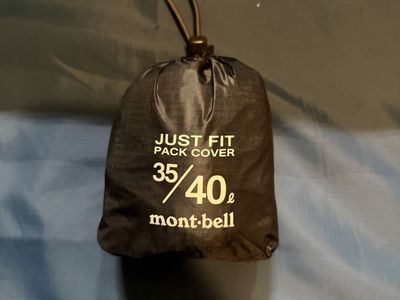 JUST FIT
PACK COVER
35/40ℓ
mont-bell